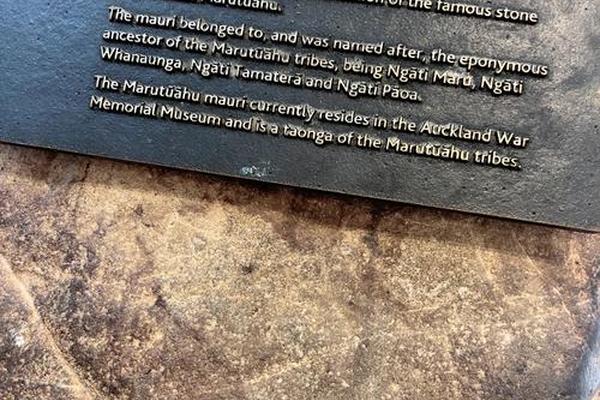 of the famous stone
Marutūāhu.
The mauri belonged to, and was named after, the eponymous
ancestor of the Marutūāhu tribes, being Ngāti Maru, Ngāti
Whanaunga, Ngāti Tamaterā and Ngāti Pāoa.
The Marutūāhu mauri currently resides in the Auckland War
Memorial Museum and is a taonga of the Marutūāhu tribes.